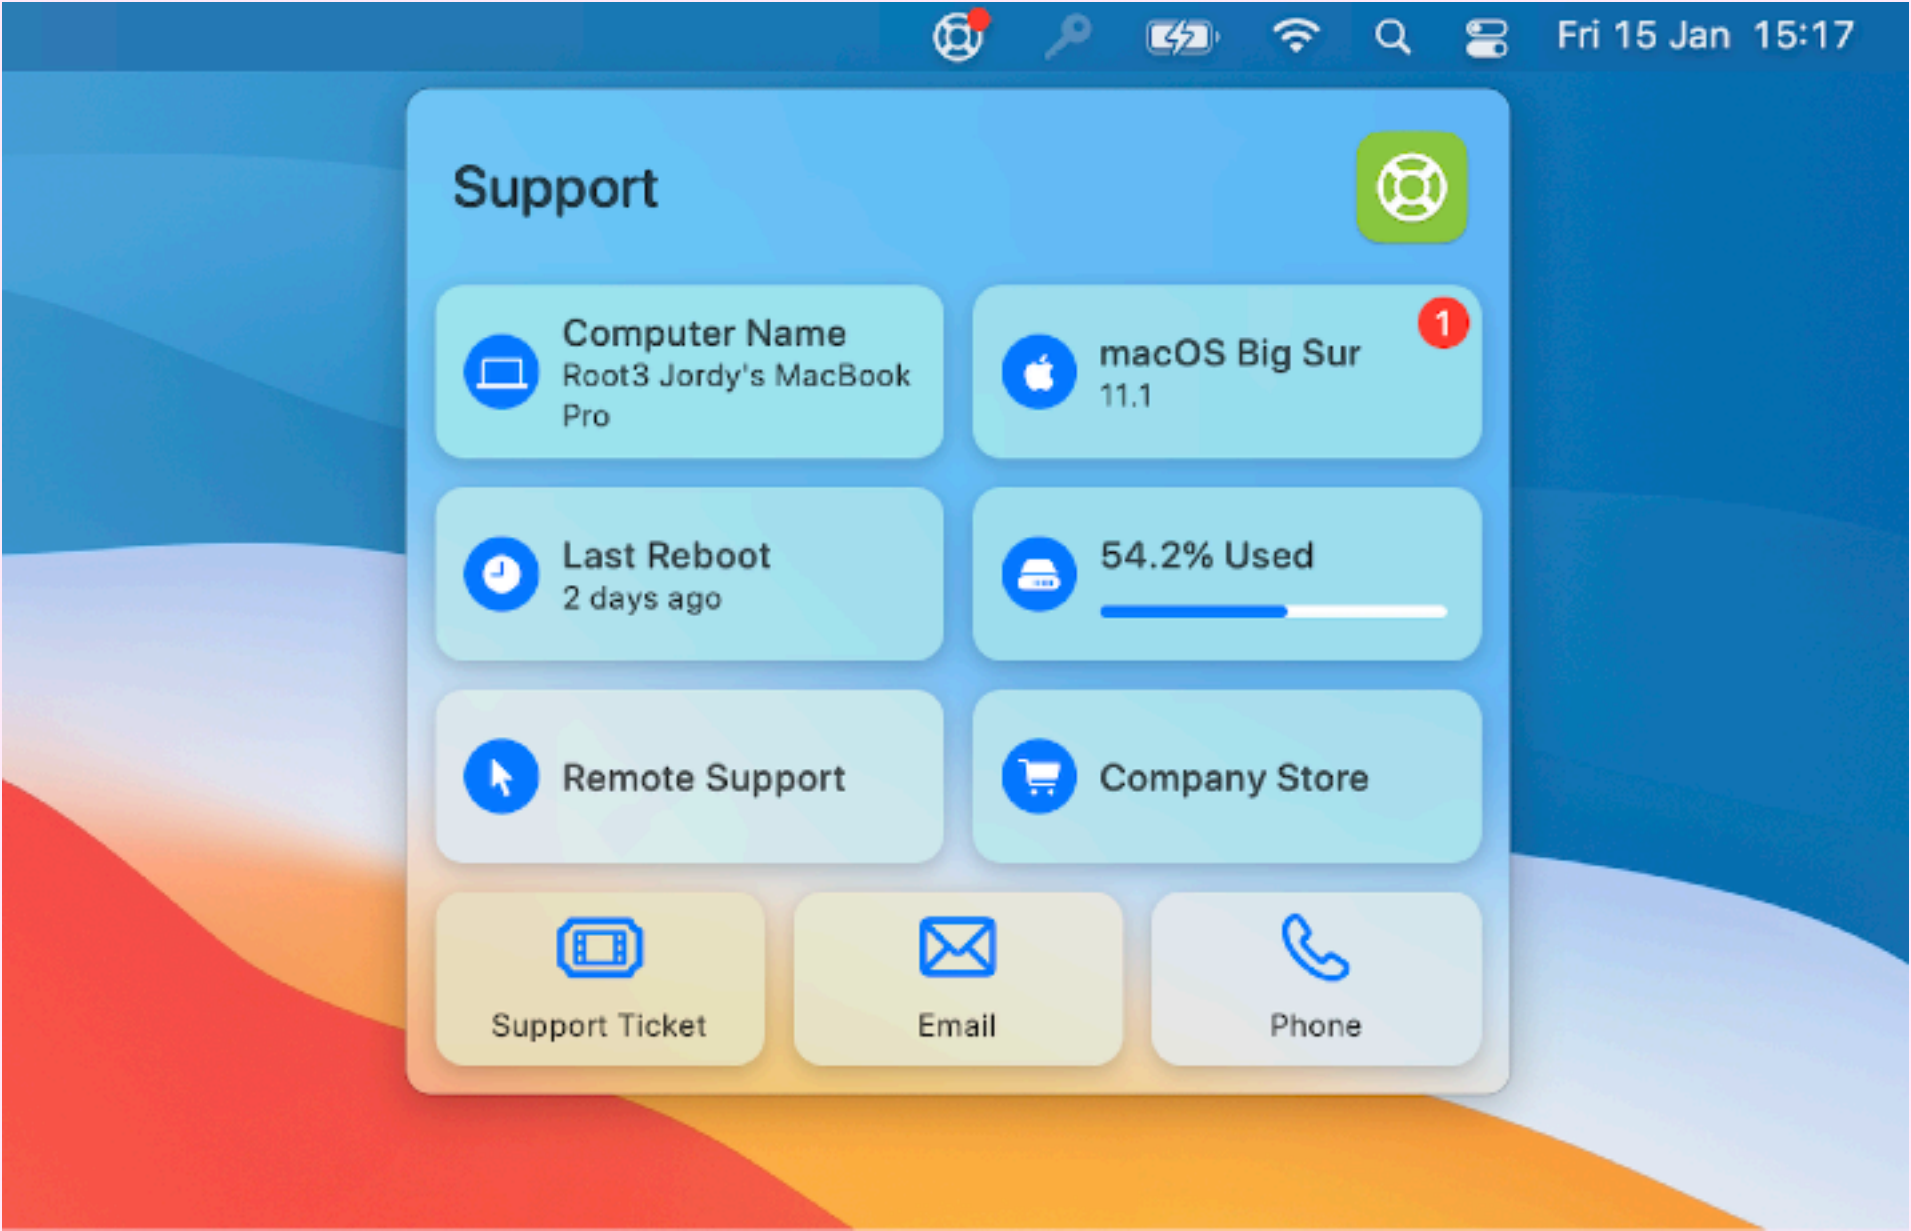 Fri 15 Jan 15:17
Support
Computer Name
Root3 Jordy's MacBook
Pro
macOS Big Sur
11.1
1
Last Reboot
2 days ago
54.2% Used
Remote Support
Company Store
Support Ticket
Email
Phone